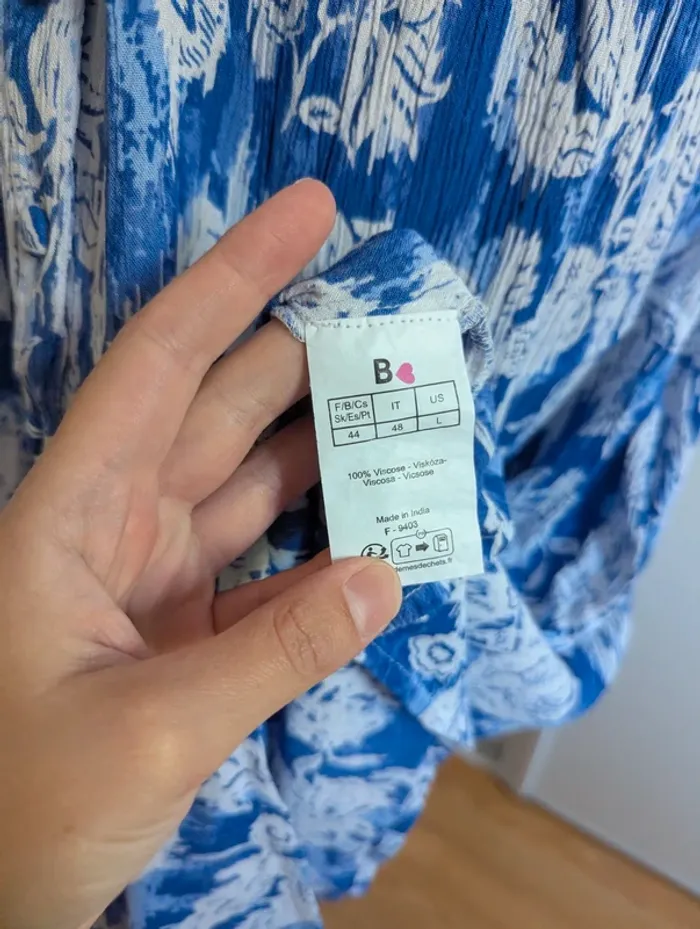 B
F/B/Cs
Sk/Es/Pt
IT
US
44
48
L
100% Viscose - Viskóza-
Viscosa - Vicsose
Made in India
F - 9403